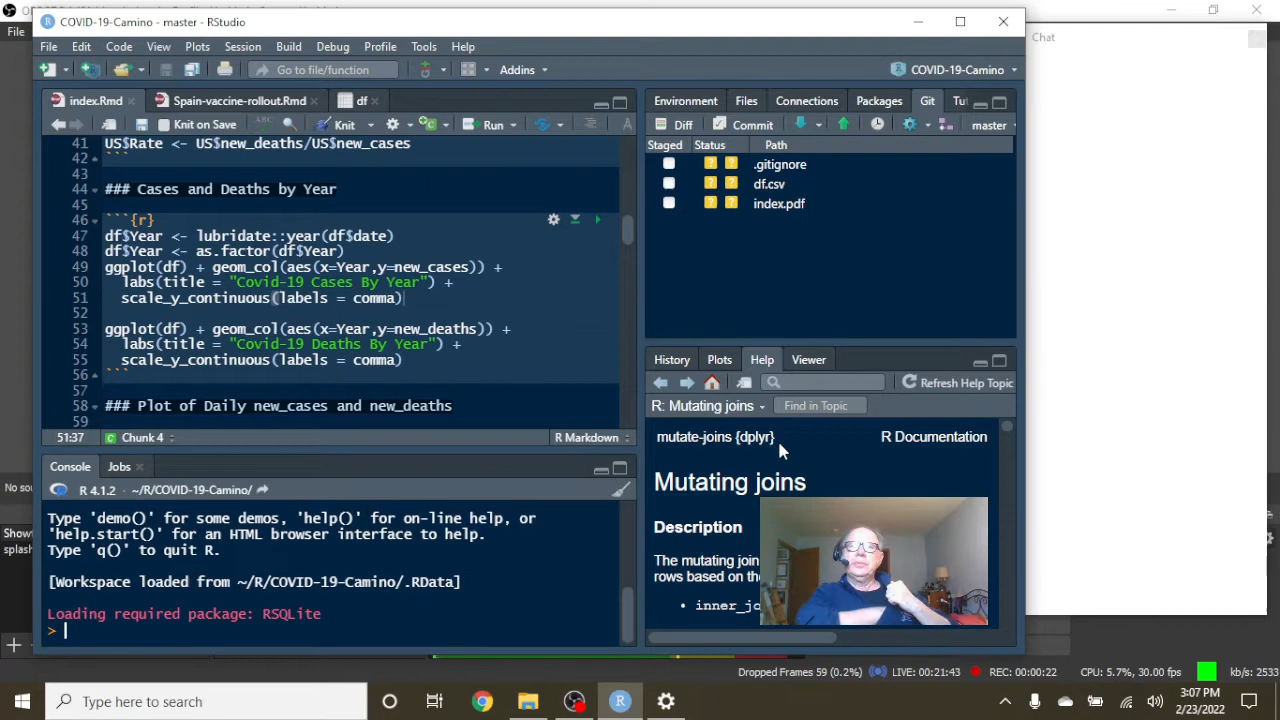 COVID-19-Camino - master - RStudio
File
File Edit Code View Plots Session Build Debug Profile Tools Help
Go to file/function
Addins
COVID-19-Camino
index.Rmd
Spain-vaccine-rollout.Rmd
df
Knit on Save
ABC
Knit
Run
41 US$Rate <- US$new_deaths/US$new_cases
42 ```
43
44 ### Cases and Deaths by Year
45
46 ```{r}
47 df$Year <- lubridate::year(df$date)
48 df$Year <- as.factor(df$Year)
49 ggplot(df) + geom_col(aes(x=Year,y=new_cases)) +
50 labs(title = "Covid-19 Cases By Year") +
51 scale_y_continuous(labels = comma)
52
53 ggplot(df) + geom_col(aes(x=Year,y=new_deaths)) +
54 labs(title = "Covid-19 Deaths By Year") +
55 scale_y_continuous(labels = comma)
56 ```
57
58 ### Plot of Daily new_cases and new_deaths
59
51:37
Chunk 4
R Markdown
Console Jobs
R 4.1.2 · ~/R/COVID-19-Camino/
Type 'demo()' for some demos, 'help()' for on-line help, or
'help.start()' for an HTML browser interface to help.
Type 'q()' to quit R.
[Workspace loaded from ~/R/COVID-19-Camino/.RData]
Loading required package: RSQLite
>
Environment Files Connections Packages Git Tu
Diff Commit master
Staged Status Path
? ? .gitignore
? ? df.csv
? ? index.pdf
History Plots Help Viewer
Refresh Help Topic
R: Mutating joins
Find in Topic
mutate-joins {dplyr} R Documentation
Mutating joins
Description
The mutating join
rows based on the
• inner_jo
Chat
No sou
Showt
splash
Dropped Frames 59 (0.2%) LIVE: 00:21:43 REC: 00:00:22 CPU: 5.7%, 30.00 fps kb/s: 2533
Type here to search
3:07 PM
2/23/2022